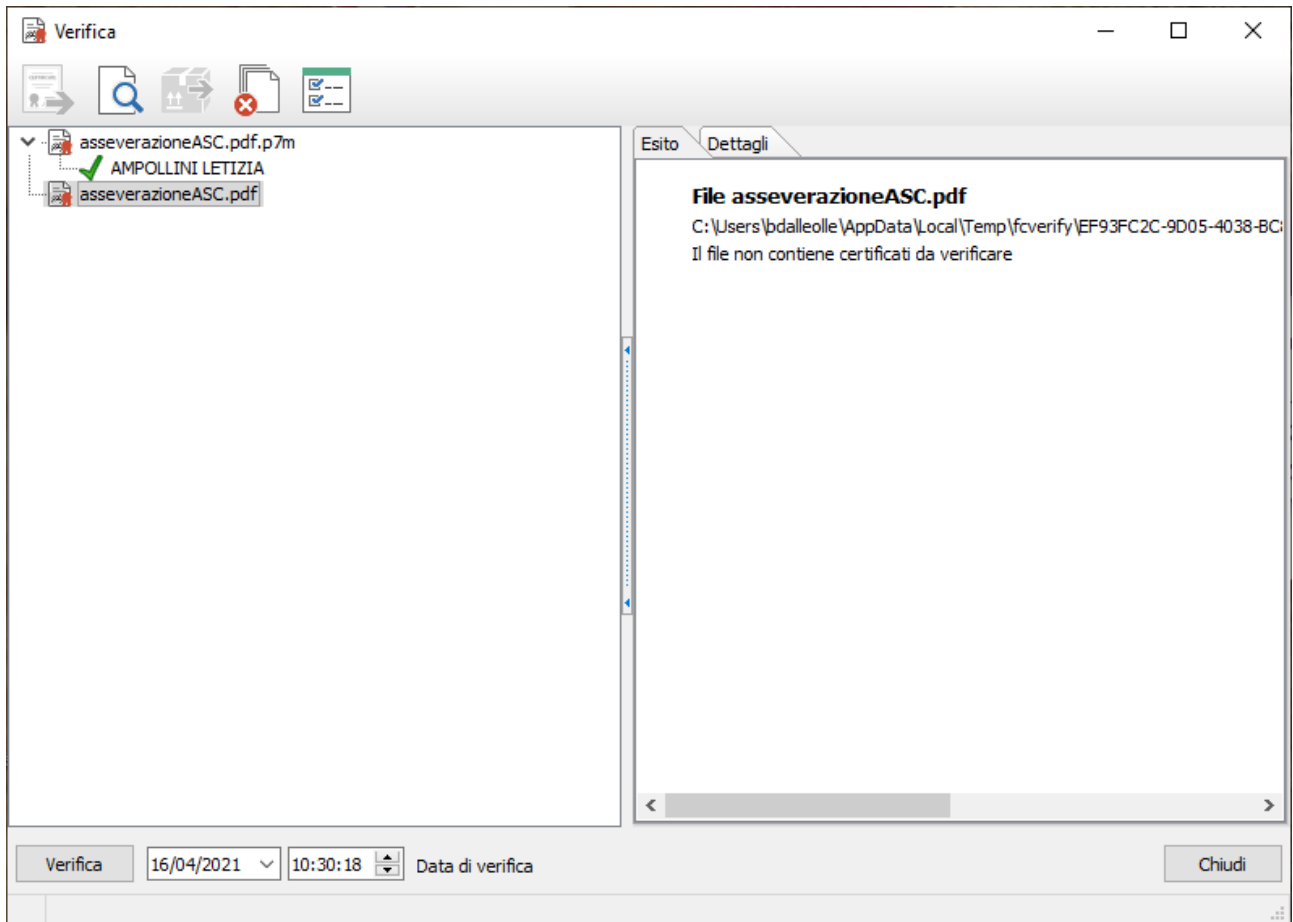 Verifica
asseverazioneASC.pdf.p7m
AMPOLLINI LETIZIA
asseverazioneASC.pdf
Esito
Dettagli
File asseverazioneASC.pdf
C:\Users\bdalleolle\AppData\Local\Temp\fcverify\EF93FC2C-9D05-4038-BC
Il file non contiene certificati da verificare
Verifica
16/04/2021
10:30:18
Data di verifica
Chiudi